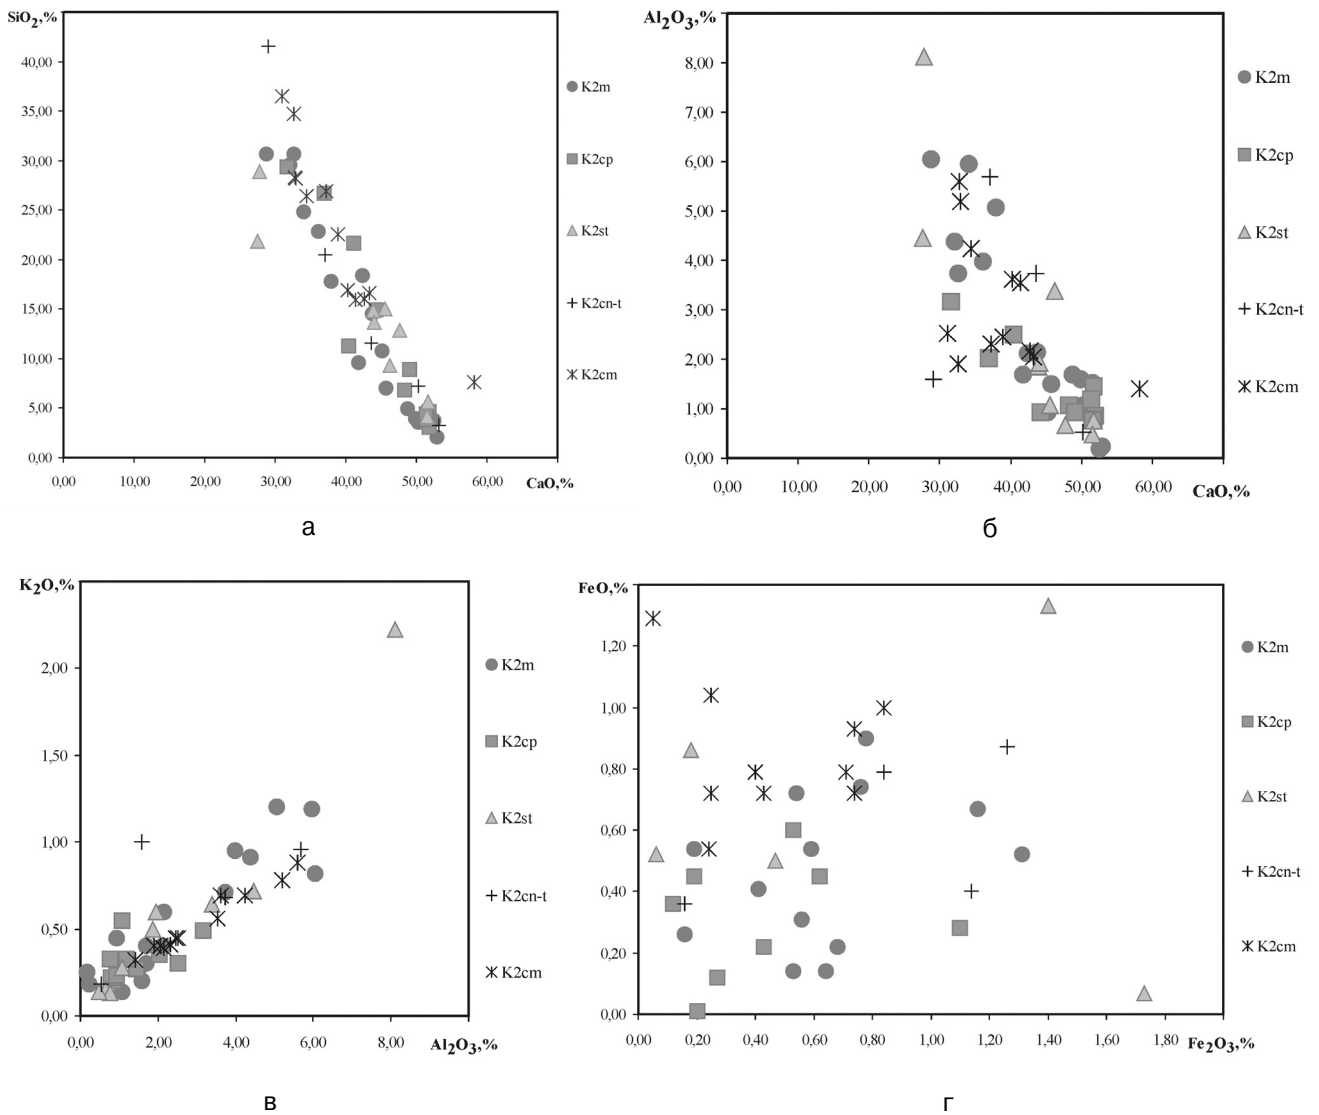 SiO2,%
40,00
35,00
30,00
25,00
20,00
15,00
10,00
5,00
0,00
0,00 10,00 20,00 30,00 40,00 50,00 60,00 CaO,%
K2m
K2cp
K2st
K2cn-t
K2cm
а
Al2O3,%
8,00
7,00
6,00
5,00
4,00
3,00
2,00
1,00
0,00
0,00 10,00 20,00 30,00 40,00 50,00 60,00 CaO,%
K2m
K2cp
K2st
K2cn-t
K2cm
б
K2O,%
2,00
1,50
1,00
0,50
0,00
0,00 2,00 4,00 6,00 8,00 Al2O3,%
K2m
K2cp
K2st
K2cn-t
K2cm
в
FeO,%
1,20
1,00
0,80
0,60
0,40
0,20
0,00
0,00 0,20 0,40 0,60 0,80 1,00 1,20 1,40 1,60 1,80 Fe2O3,%
K2m
K2cp
K2st
K2cn-t
K2cm
г